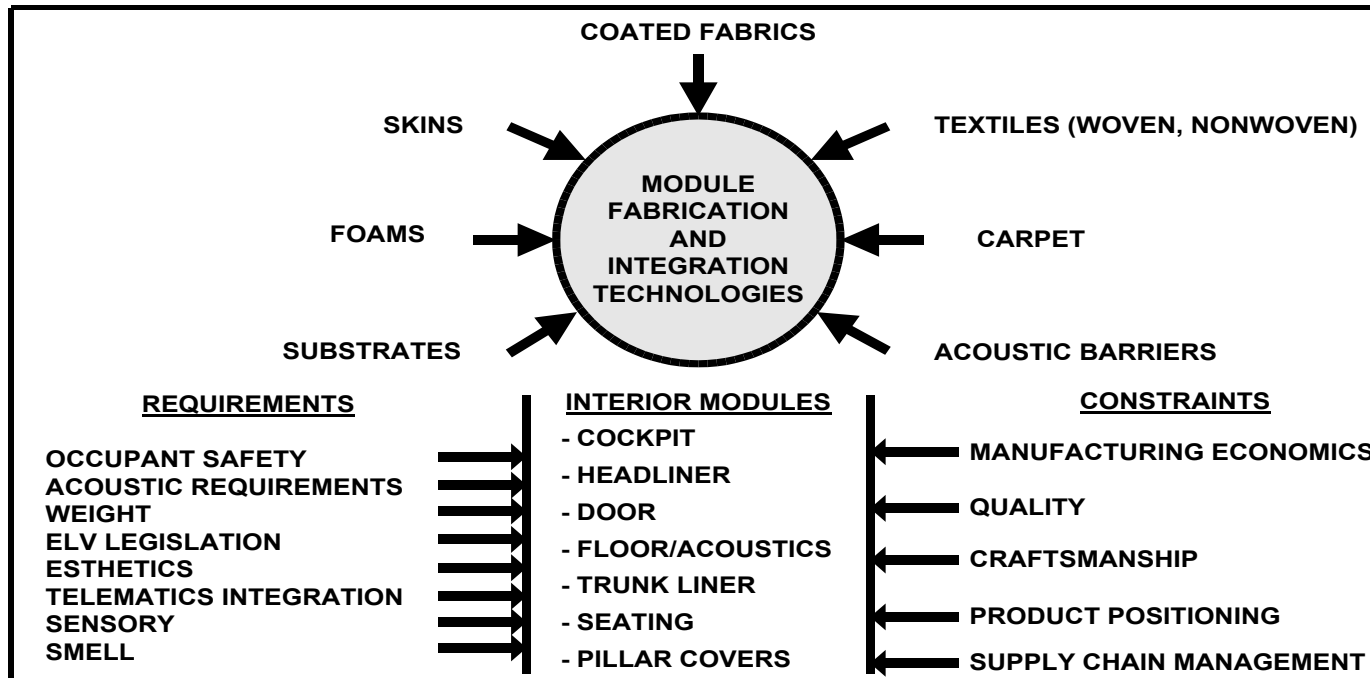 COATED FABRICS
SKINS
TEXTILES (WOVEN, NONWOVEN)
MODULE
FABRICATION
AND
INTEGRATION
TECHNOLOGIES
FOAMS
CARPET
SUBSTRATES
ACOUSTIC BARRIERS
REQUIREMENTS
OCCUPANT SAFETY
ACOUSTIC REQUIREMENTS
WEIGHT
ELV LEGISLATION
ESTHETICS
TELEMATICS INTEGRATION
SENSORY
SMELL
INTERIOR MODULES
- COCKPIT
- HEADLINER
- DOOR
- FLOOR/ACOUSTICS
- TRUNK LINER
- SEATING
- PILLAR COVERS
CONSTRAINTS
MANUFACTURING ECONOMICS
QUALITY
CRAFTSMANSHIP
PRODUCT POSITIONING
SUPPLY CHAIN MANAGEMENT